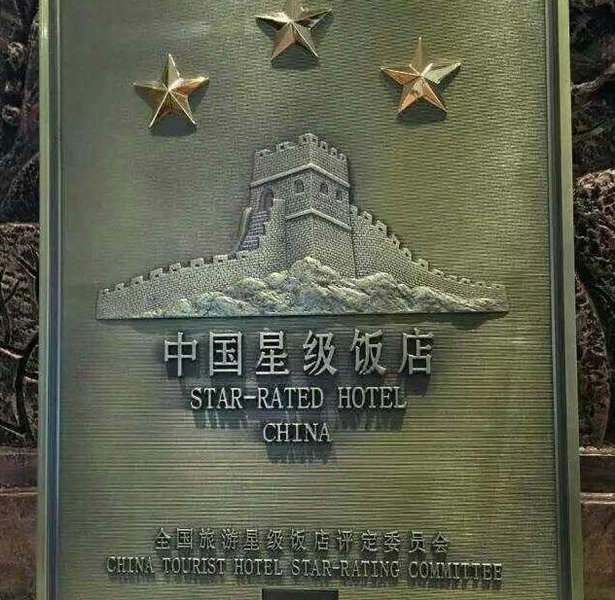 中国星级饭店
STAR-RATED HOTEL
CHINA
全国旅游星级饭店评定委员会
CHINA TOURIST HOTEL STAR-RATING COMMITTEE